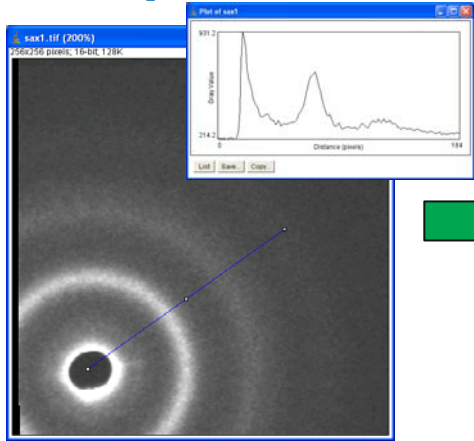 Plot of sax1
sax1.tif (200%)
256x256 pixels; 16-bit; 128K
931.2
Gray Value
214.2
0
Distance (pixels)
184
List
Save...
Copy...